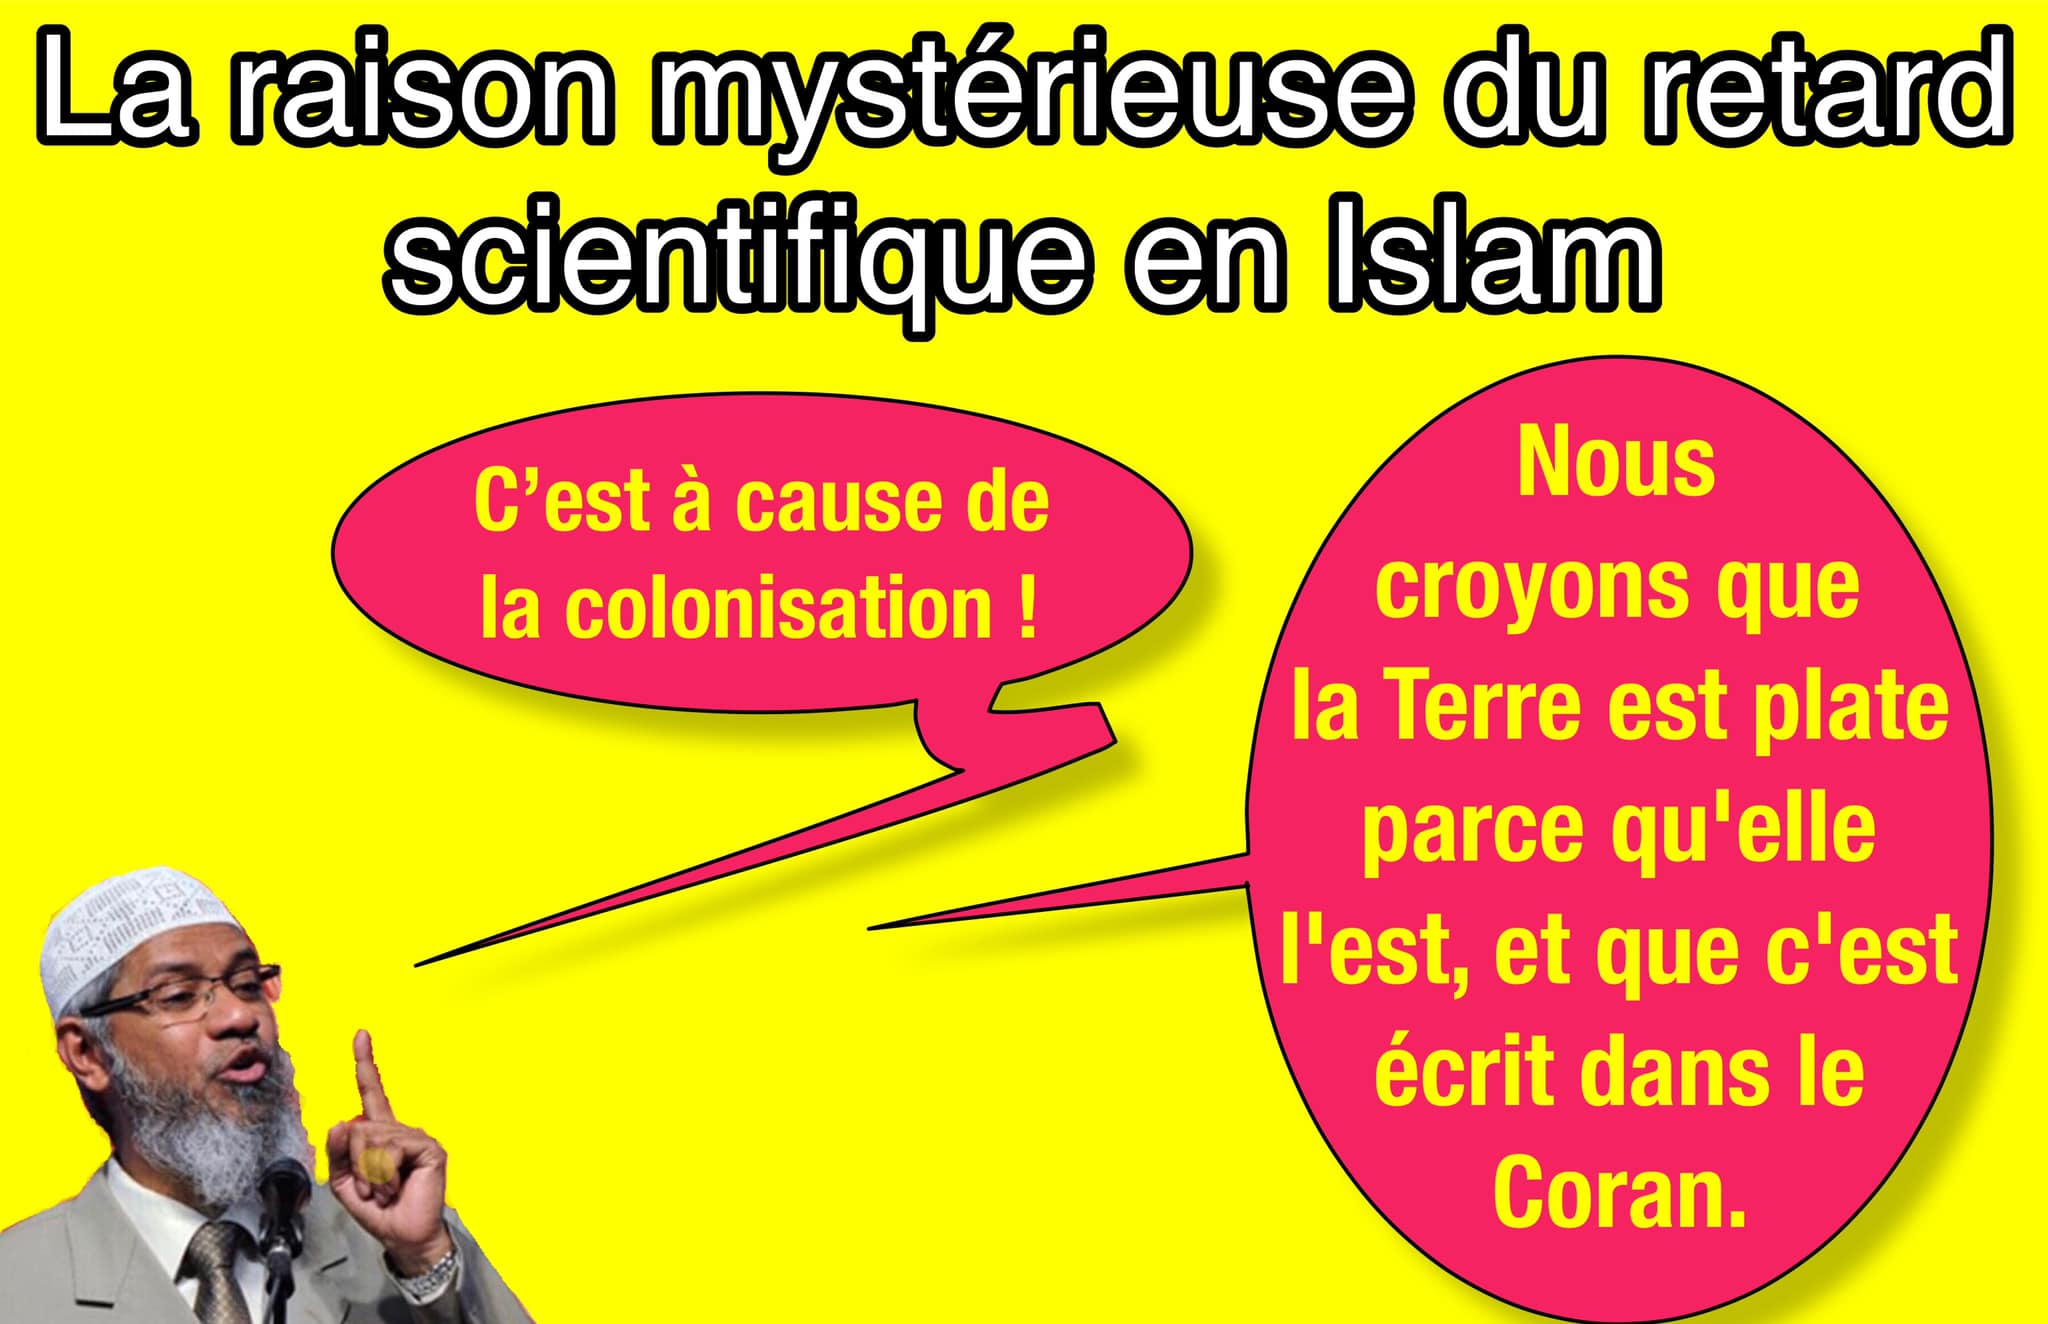 La raison mystérieuse du retard
scientifique en Islam
C’est à cause de
la colonisation !
Nous
croyons que
la Terre est plate
parce qu'elle
l'est, et que c'est
écrit dans le
Coran.